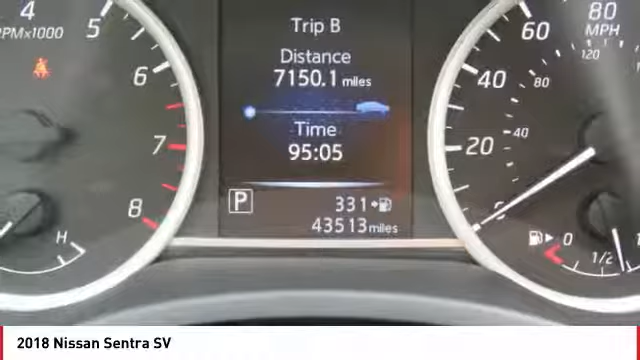 4
RPMx1000
5
6
7
8
H
Trip B
Distance
7150.1 miles
Time
95:05
P
331
43513 miles
80
MPH
60
40
20
0
120
80
40
0
1/2
2018 Nissan Sentra SV